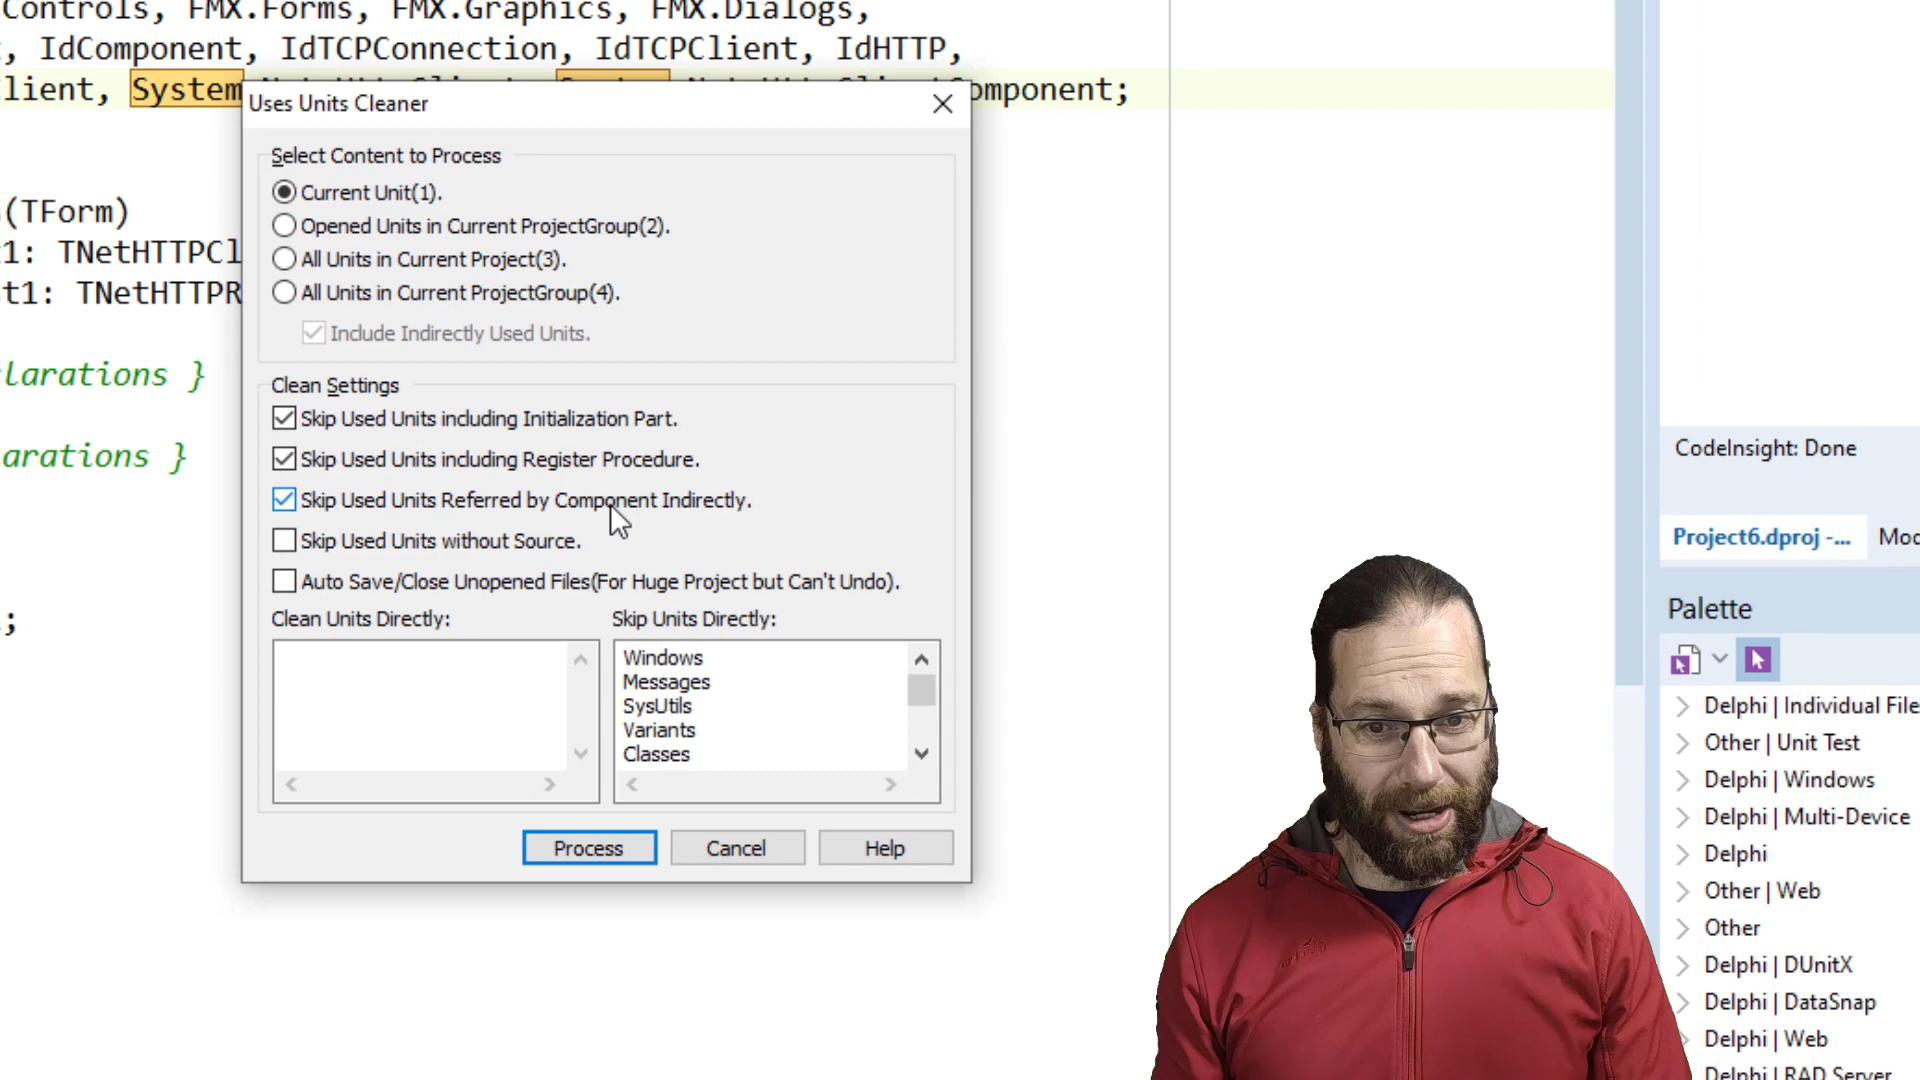 Controls, FMX.Forms, FMX.Graphics, FMX.Dialogs,
, IdComponent, IdTCPConnection, IdTCPClient, IdHTTP,
lient, System
omponent;
Uses Units Cleaner
Select Content to Process
Current Unit(1).
Opened Units in Current ProjectGroup(2).
All Units in Current Project(3).
All Units in Current ProjectGroup(4).
Include Indirectly Used Units.
(TForm)
1: TNetHTTPCl
t1: TNetHTTPR
larations }
arations }
;
Clean Settings
Skip Used Units including Initialization Part.
Skip Used Units including Register Procedure.
Skip Used Units Referred by Component Indirectly.
Skip Used Units without Source.
Auto Save/Close Unopened Files(For Huge Project but Can't Undo).
Clean Units Directly:
Skip Units Directly:
Windows
Messages
SysUtils
Variants
Classes
Process
Cancel
Help
CodeInsight: Done
Project6.dproj -...
Mod
Palette
Delphi | Individual File
Other | Unit Test
Delphi | Windows
Delphi | Multi-Device
Delphi
Other | Web
Other
Delphi | DUnitX
Delphi | DataSnap
Delphi | Web
Delphi | RAD Server